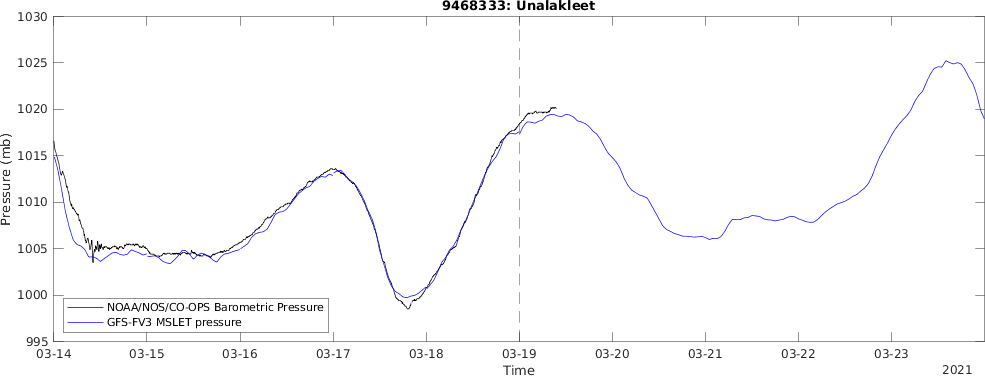 9468333: Unalakleet
Pressure (mb)
1030
1025
1020
1015
1010
1005
1000
995
NOAA/NOS/CO-OPS Barometric Pressure
GFS-FV3 MSLET pressure
03-14 03-15 03-16 03-17 03-18 03-19 03-20 03-21 03-22 03-23
Time
2021